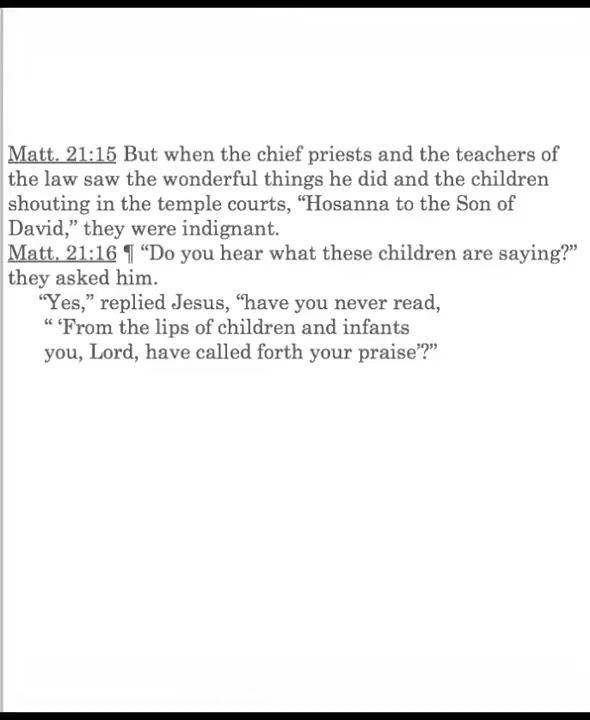 Matt. 21:15 But when the chief priests and the teachers of
the law saw the wonderful things he did and the children
shouting in the temple courts, “Hosanna to the Son of
David,” they were indignant.
Matt. 21:16 ¶ “Do you hear what these children are saying?”
they asked him.
“Yes,” replied Jesus, “have you never read,
“ ‘From the lips of children and infants
you, Lord, have called forth your praise’?”